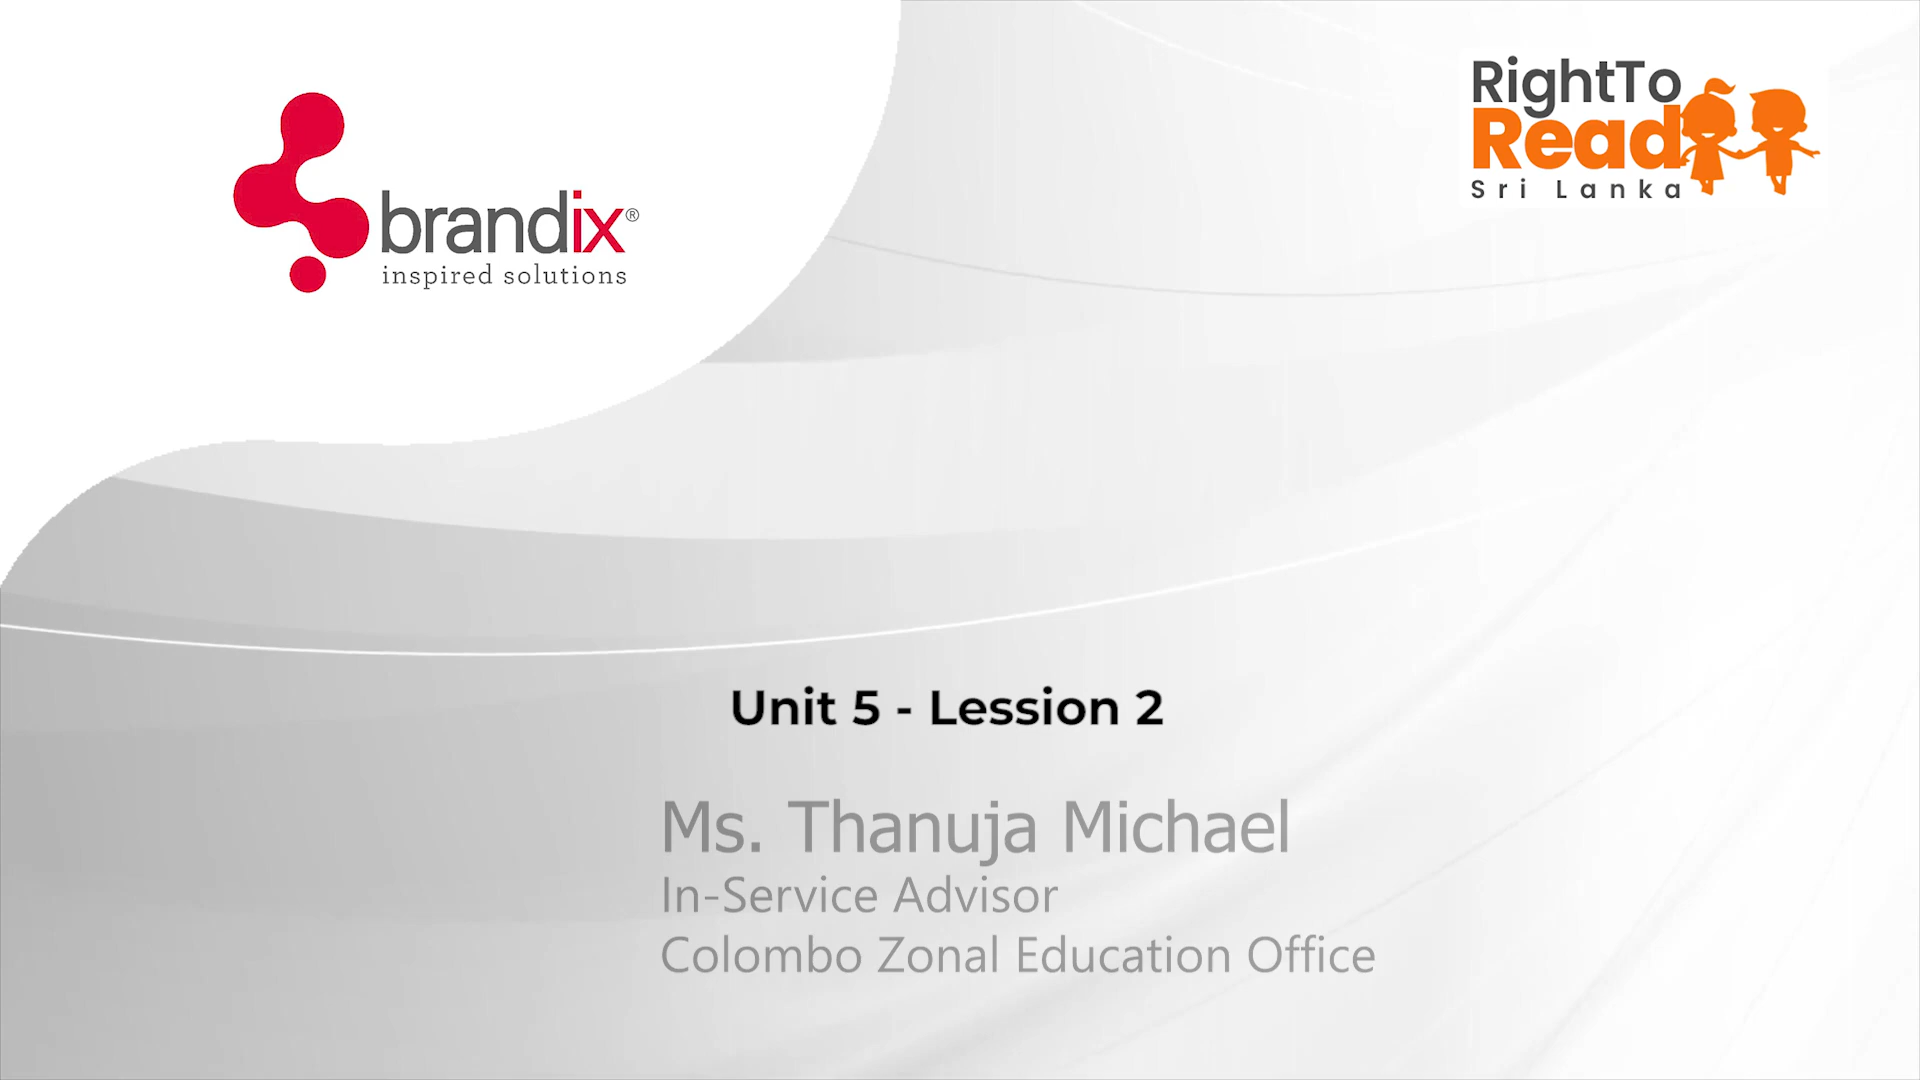 brandix®
inspired solutions
RightTo
Read
Sri Lanka
Unit 5 - Lession 2
Ms. Thanuja Michael
In-Service Advisor
Colombo Zonal Education Office